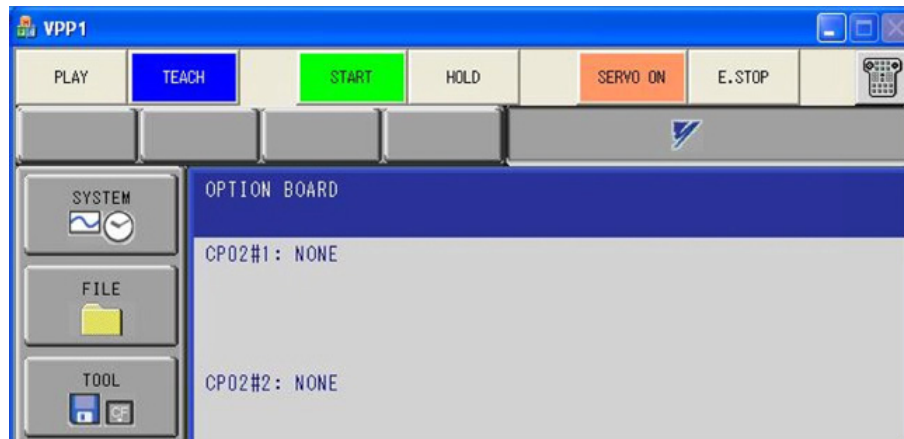 VPP1
PLAY TEACH START HOLD SERVO ON E.STOP
SYSTEM
OPTION BOARD
CP02#1: NONE
FILE
TOOL
CF
CP02#2: NONE